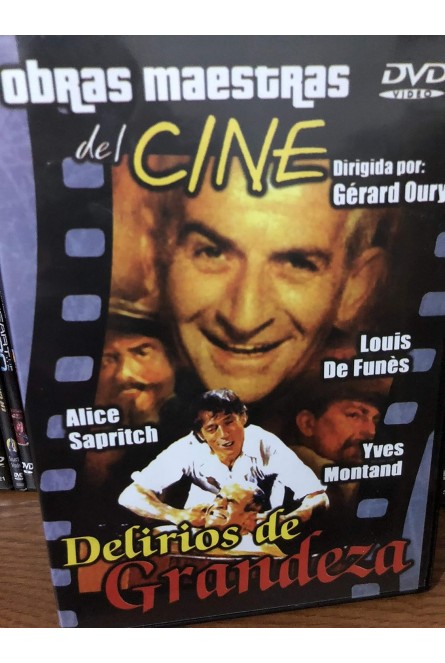 obras maestras
DVD
VIDEO
del CINE
Dirigida por:
Gérard Oury
Louis
De Funès
Alice
Sapritch
Yves
Montand
Delirios de
Grandeza
DVD